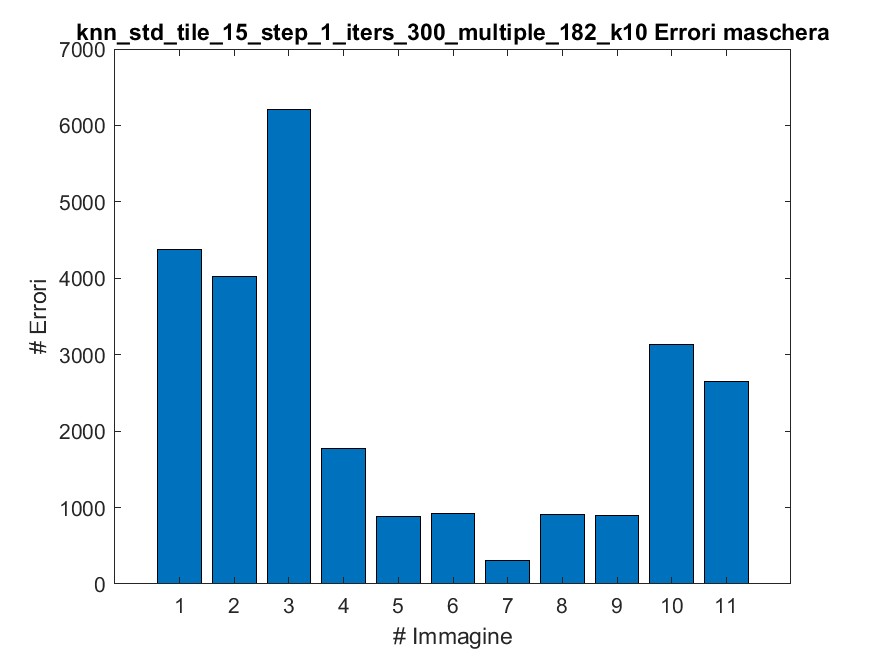 knn_std_tile_15_step_1_iters_300_multiple_182_k10 Errori maschera
7000
6000
5000
4000
3000
2000
1000
0
# Errori
1 2 3 4 5 6 7 8 9 10 11
# Immagine